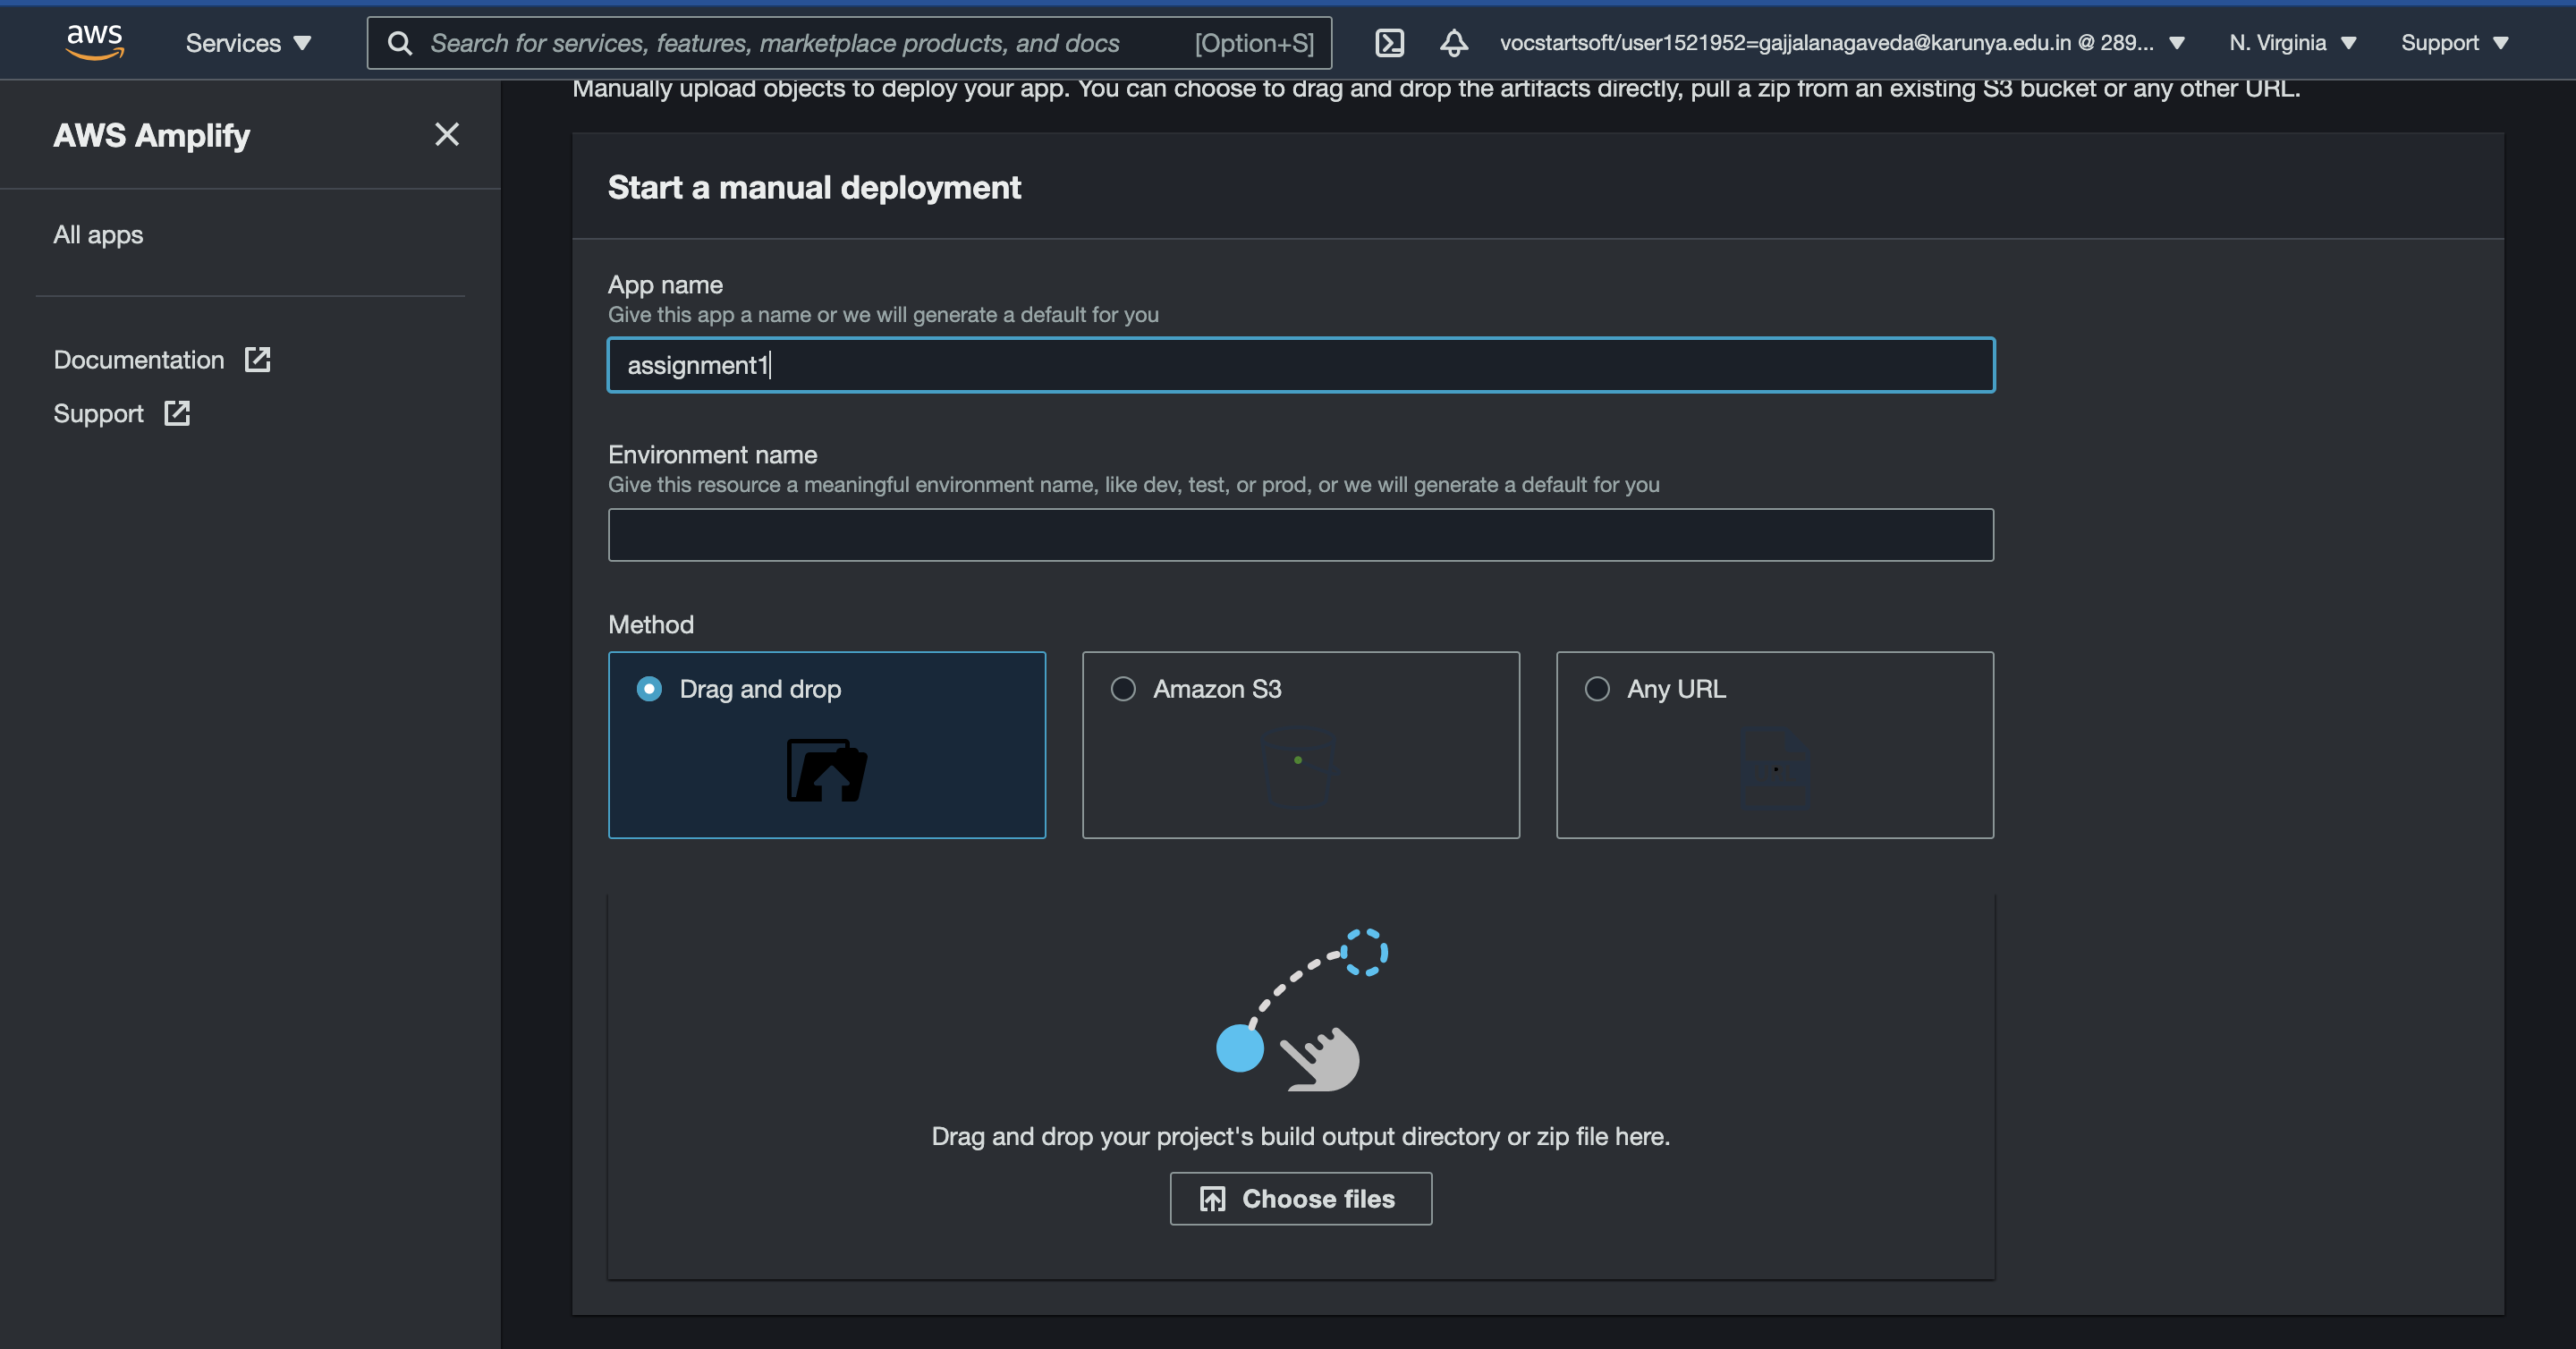 aws
Services
Search for services, features, marketplace products, and docs
[Option+S]
vocstartsoft/user1521952=gajjalanagaveda@karunya.edu.in @ 289...
N. Virginia
Support
AWS Amplify
All apps
Documentation
Support
Manually upload objects to deploy your app. You can choose to drag and drop the artifacts directly, pull a zip from an existing S3 bucket or any other URL.
Start a manual deployment
App name
Give this app a name or we will generate a default for you
assignment1
Environment name
Give this resource a meaningful environment name, like dev, test, or prod, or we will generate a default for you
Method
Drag and drop
Amazon S3
Any URL
Drag and drop your project's build output directory or zip file here.
Choose files